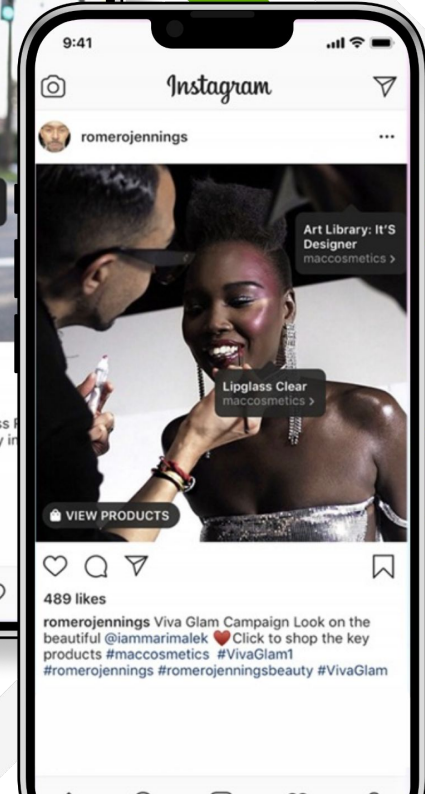 9:41
Instagram
romerojennings
Art Library: It'S
Designer
maccosmetics >
Lipglass Clear
maccosmetics >
VIEW PRODUCTS
489 likes
romerojennings Viva Glam Campaign Look on the
beautiful @iammarimalek ❤️Click to shop the key
products #maccosmetics #VivaGlam1
#romerojennings #romerojenningsbeauty #VivaGlam